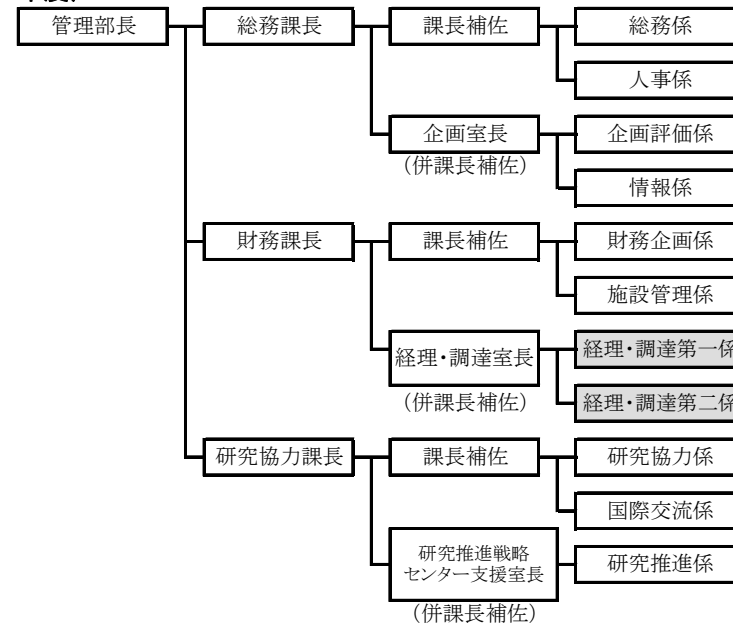 管理部長
総務課長
課長補佐
総務係
人事係
企画室長
(併課長補佐)
企画評価係
情報係
財務課長
課長補佐
財務企画係
施設管理係
経理・調達室長
(併課長補佐)
経理・調達第一係
経理・調達第二係
研究協力課長
課長補佐
研究協力係
国際交流係
研究推進戦略
センター支援室長
(併課長補佐)
研究推進係